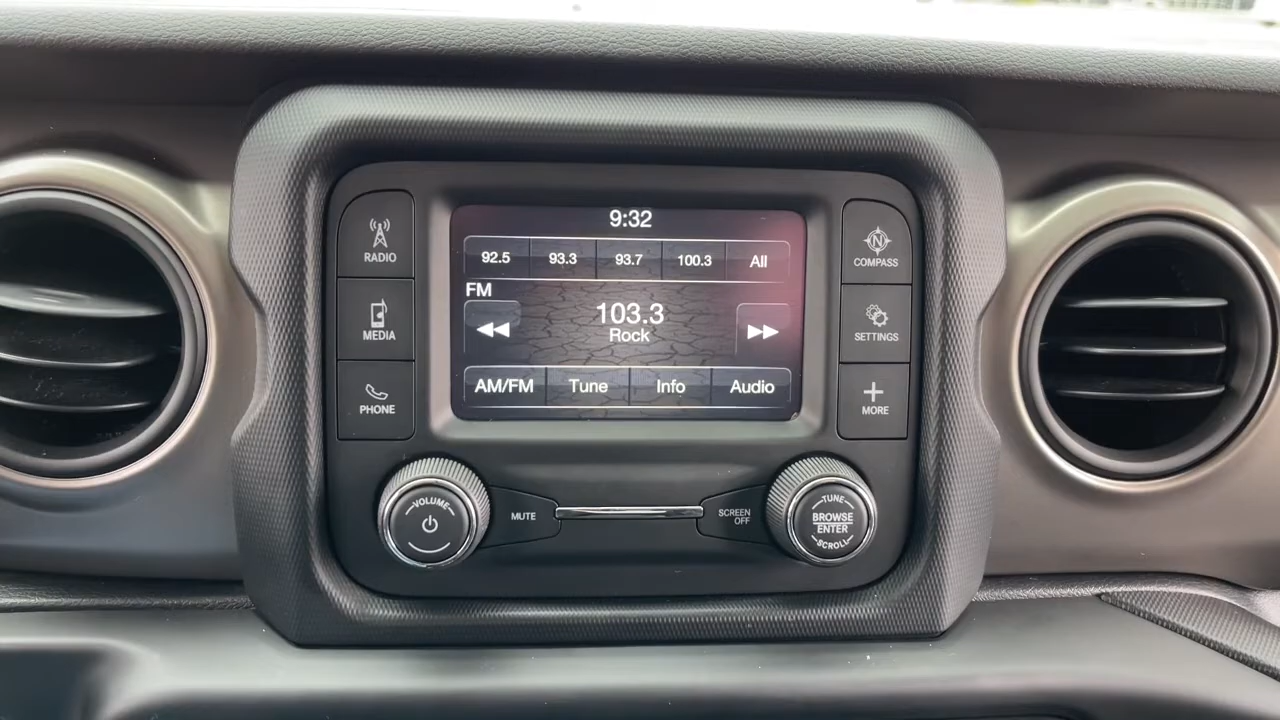 9:32
92.5 93.3 93.7 100.3 All
FM
103.3
Rock
AM/FM Tune Info Audio
RADIO
MEDIA
PHONE
N
COMPASS
SETTINGS
MORE
VOLUME
MUTE
SCREEN
OFF
TUNE
BROWSE
ENTER
SCROLL